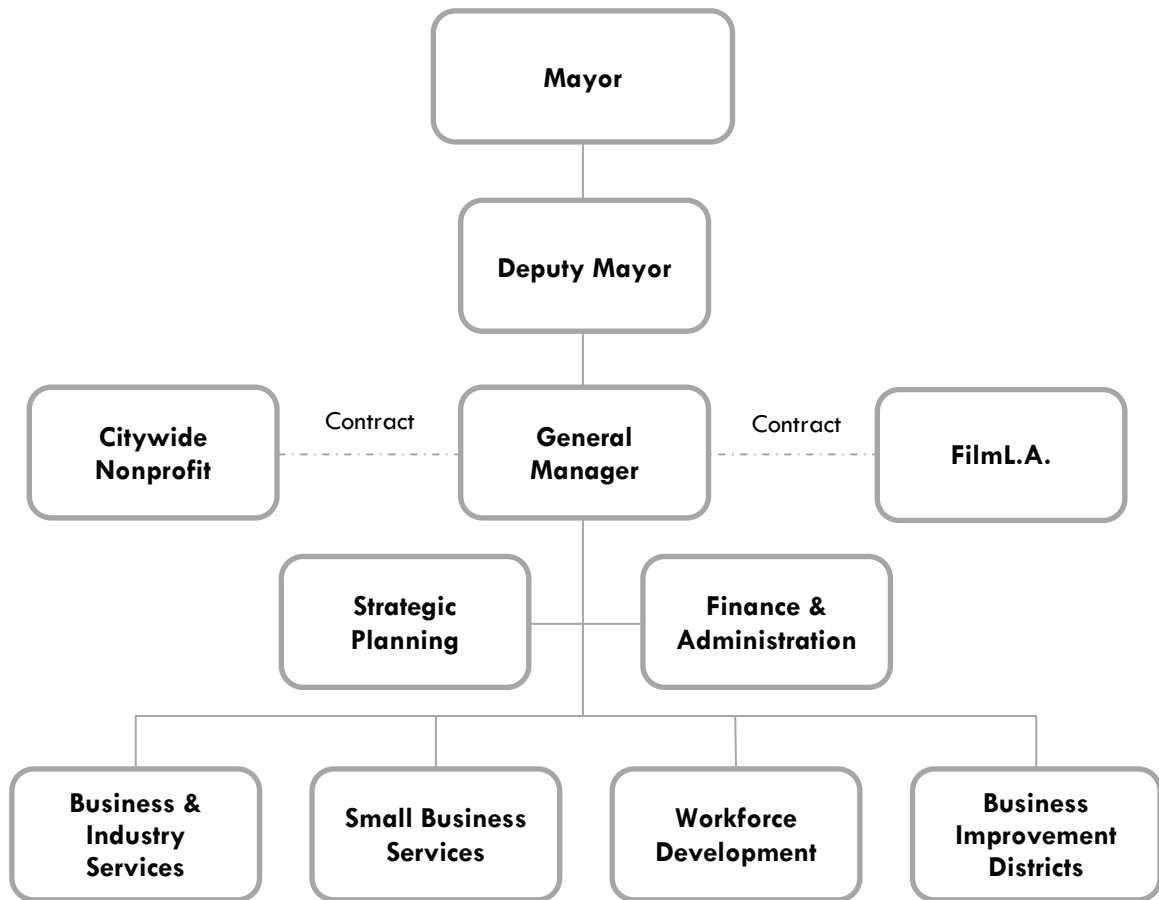 Mayor
Deputy Mayor
Citywide
Nonprofit
Contract
General
Manager
Contract
FilmL.A.
Strategic
Planning
Finance &
Administration
Business &
Industry
Services
Small Business
Services
Workforce
Development
Business
Improvement
Districts